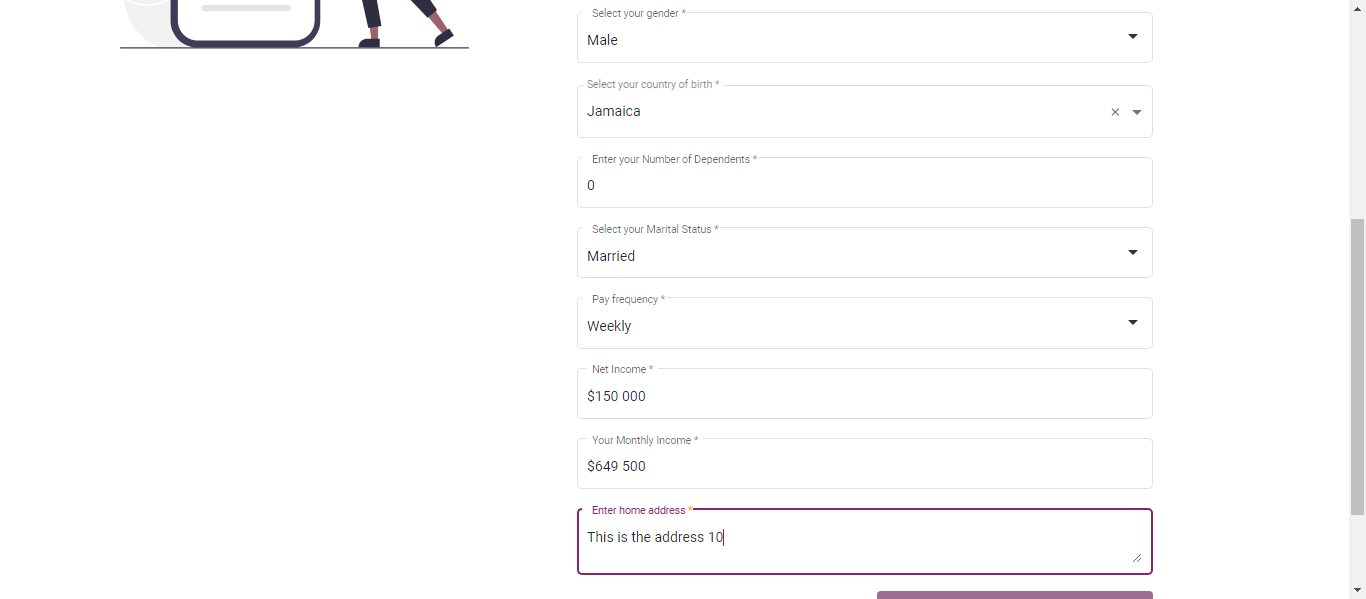 Select your gender *
Male
Select your country of birth *
Jamaica
Enter your Number of Dependents *
0
Select your Marital Status *
Married
Pay frequency *
Weekly
Net Income *
$150 000
Your Monthly Income *
$649 500
Enter home address *
This is the address 10